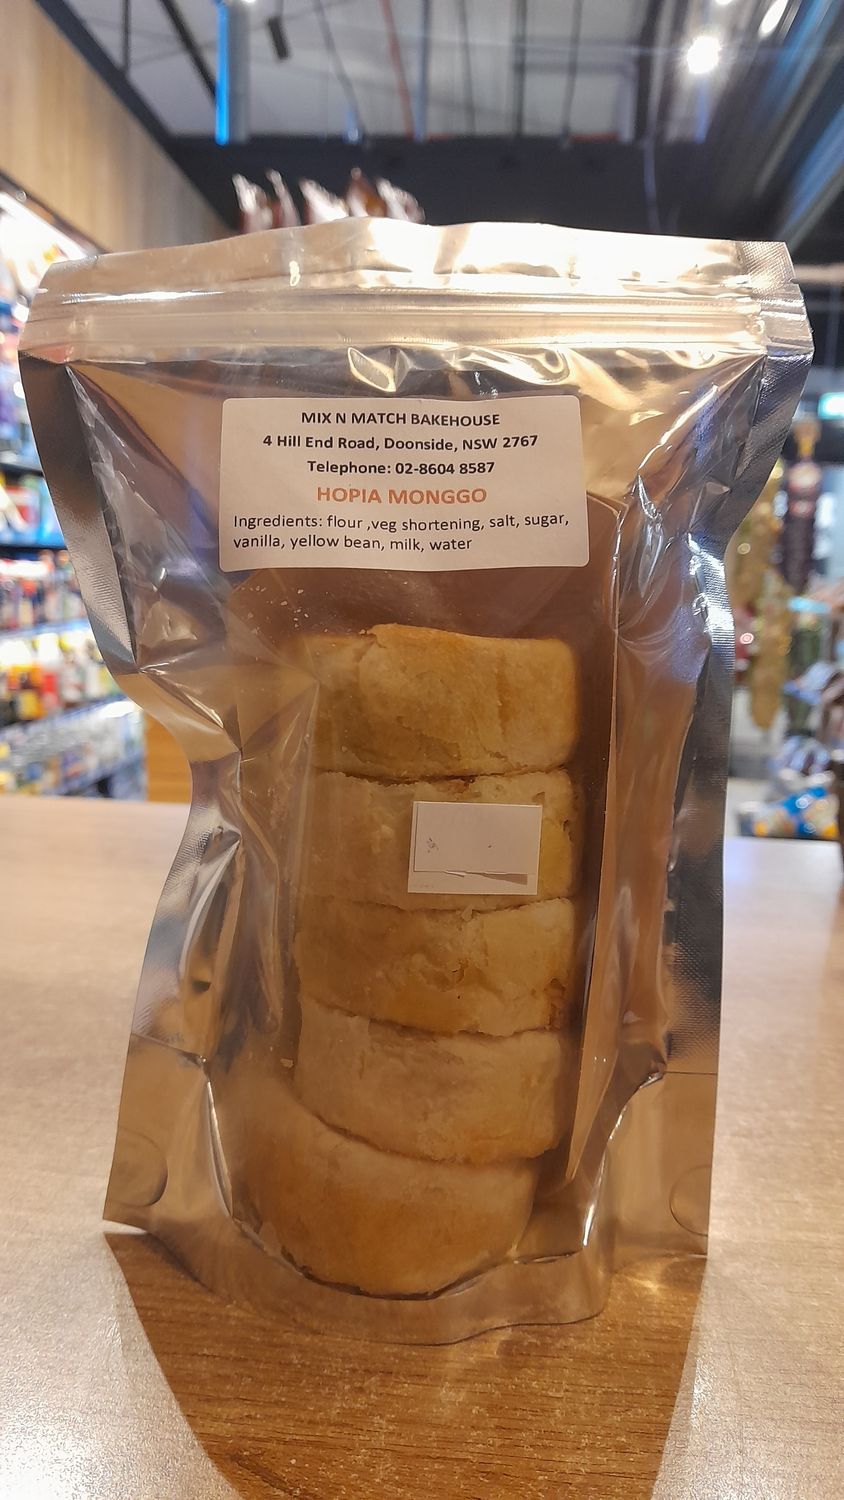 MIX N MATCH BAKEHOUSE
4 Hill End Road, Doonside, NSW 2767
Telephone: 02-8604 8587
HOPIA MONGGO
Ingredients: flour ,veg shortening, salt, sugar,
vanilla, yellow bean, milk, water